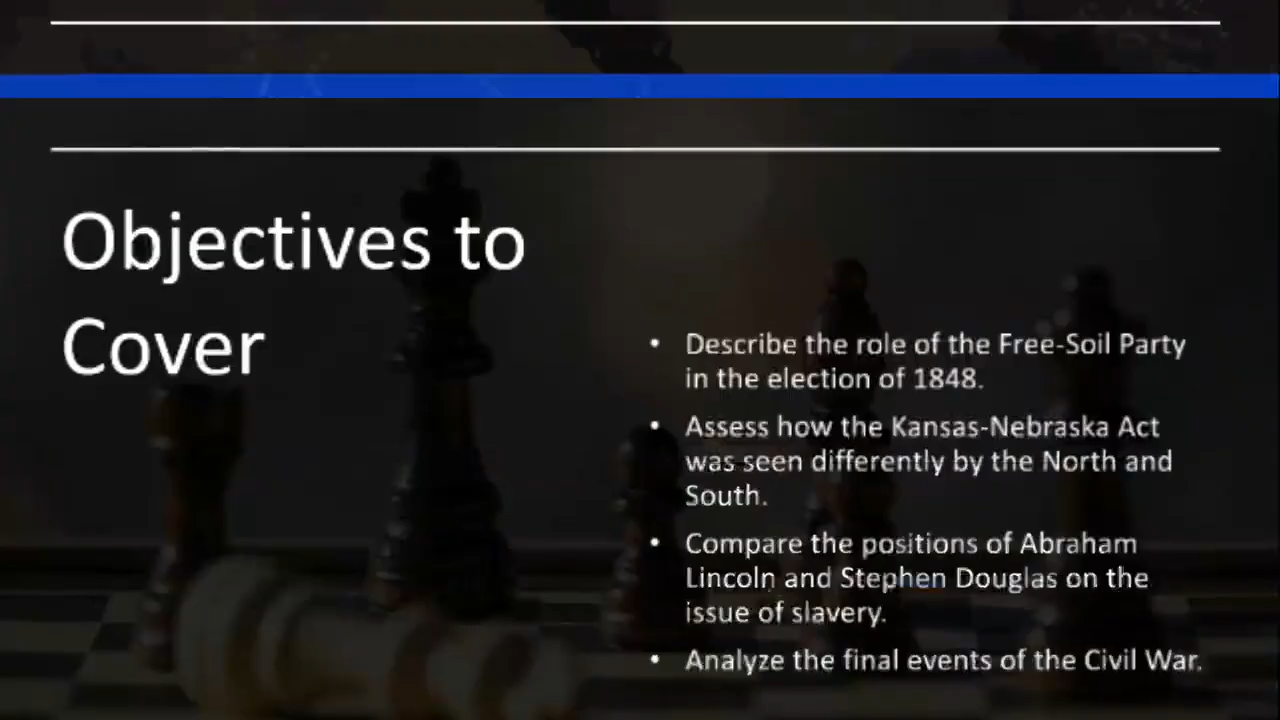 Objectives to
Cover
• Describe the role of the Free-Soil Party
in the election of 1848.
• Assess how the Kansas-Nebraska Act
was seen differently by the North and
South.
• Compare the positions of Abraham
Lincoln and Stephen Douglas on the
issue of slavery.
• Analyze the final events of the Civil War.